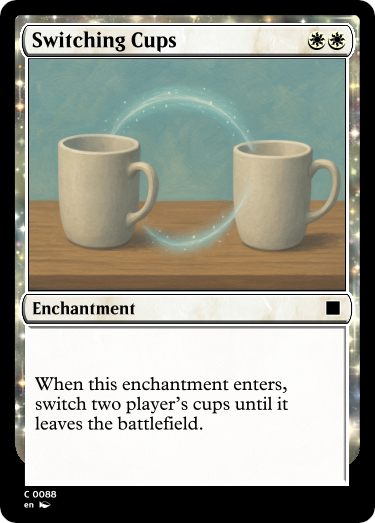 Switching Cups
Enchantment
When this enchantment enters,
switch two player's cups until it
leaves the battlefield.
C 0088
en